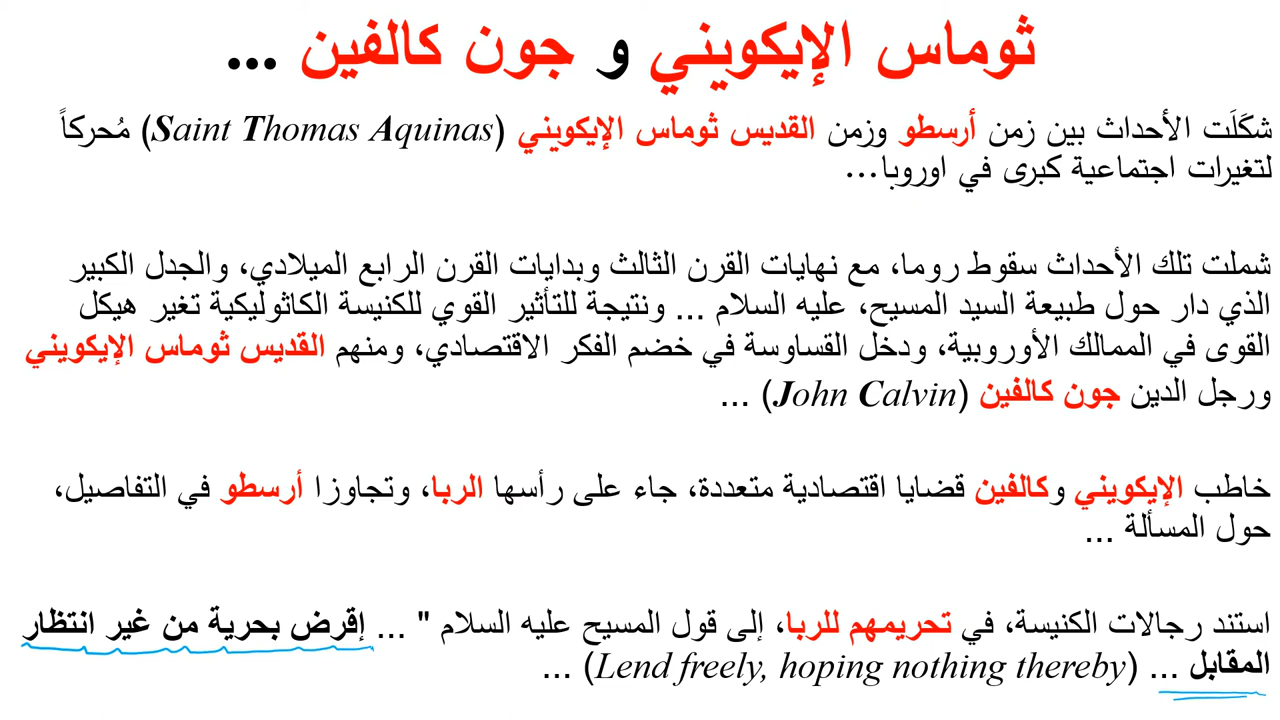 ثوماس الإيكويني و جون كالفين ...
شكَلَت الأحداث بين زمن أرسطو وزمن القديس ثوماس الإيكويني (Saint Thomas Aquinas) مُحركاً
لتغيرات اجتماعية كبرى في اوروبا...
شملت تلك الأحداث سقوط روما، مع نهايات القرن الثالث وبدايات القرن الرابع الميلادي، والجدل الكبير
الذي دار حول طبيعة السيد المسيح، عليه السلام ... ونتيجة للتأثير القوي للكنيسة الكاثوليكية تغير هيكل
القوى في الممالك الأوروبية، ودخل القساوسة في خضم الفكر الاقتصادي، ومنهم القديس ثوماس الإيكويني
ورجل الدين جون كالفين (John Calvin) ...
خاطب الإيكويني وكالفين قضايا اقتصادية متعددة، جاء على رأسها الربا، وتجاوزا أرسطو في التفاصيل،
حول المسألة ...
استند رجالات الكنيسة، في تحريمهم للربا، إلى قول المسيح عليه السلام " ... إقرض بحرية من غير انتظار
المقابل ... (Lend freely, hoping nothing thereby) ...